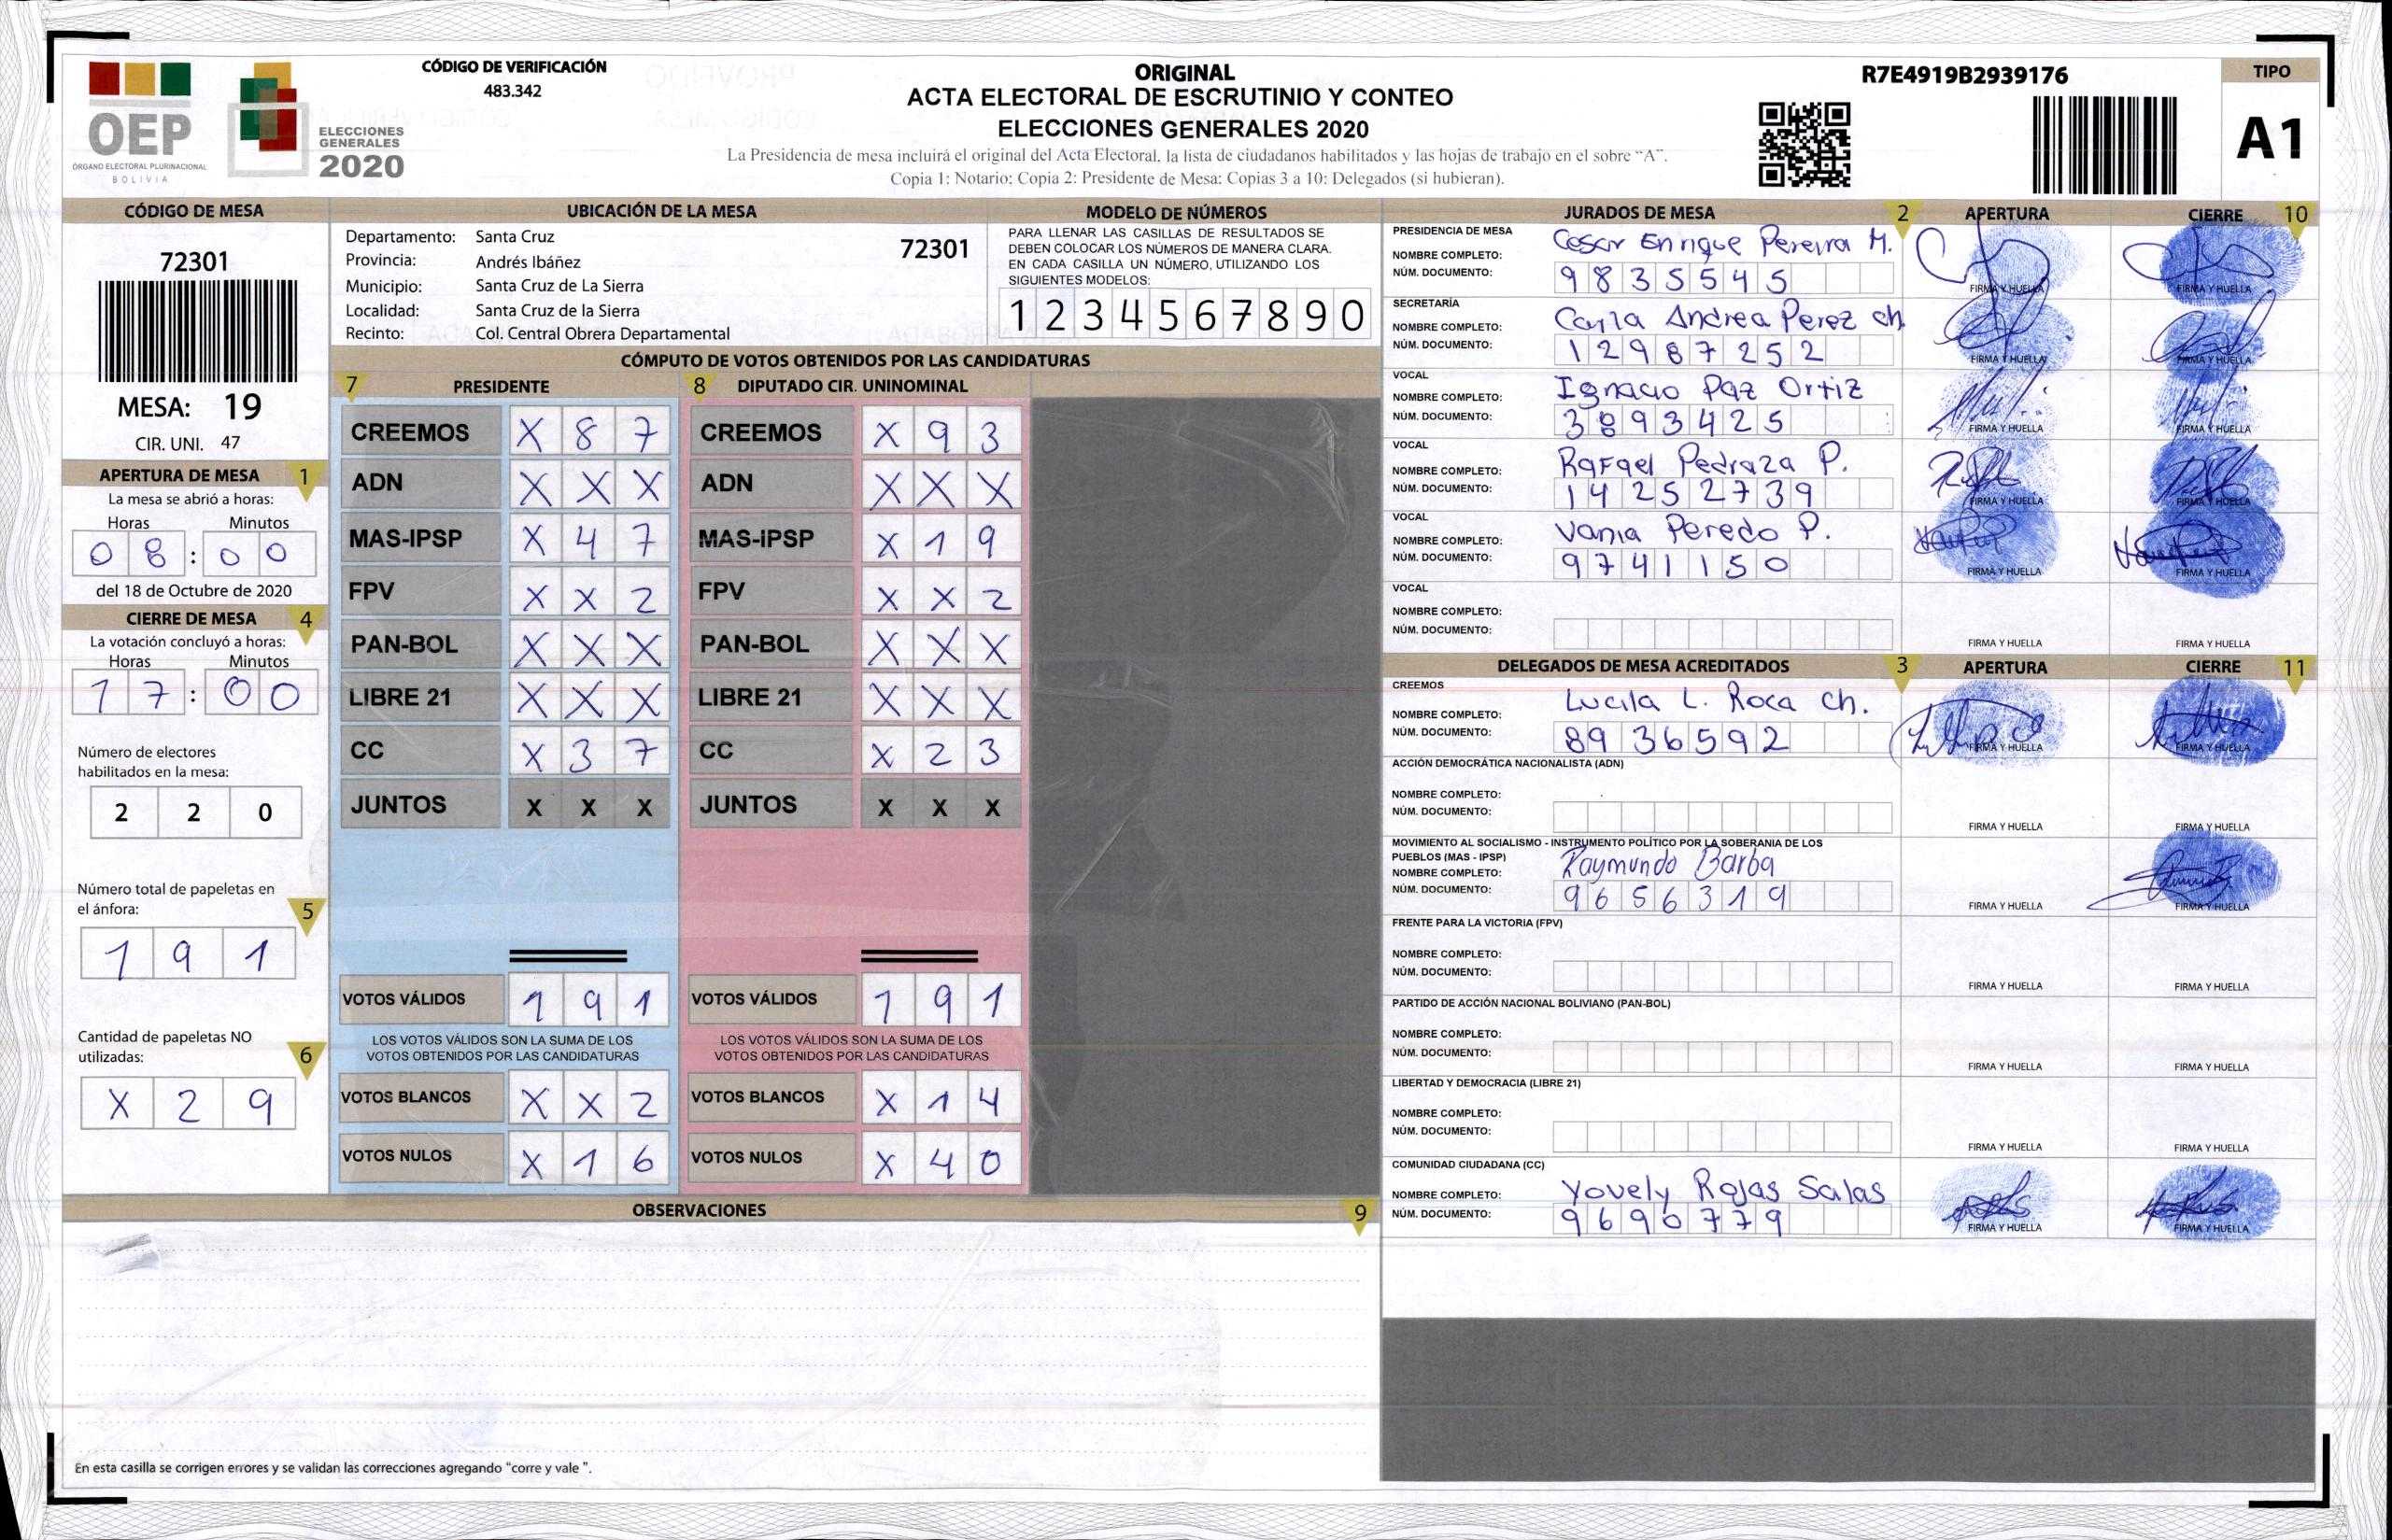 CÓDIGO DE VERIFICACIÓN
483.342
OEP
ÓRGANO ELECTORAL PLURINACIONAL
BOLIVIA
ELECCIONES
GENERALES
2020
ORIGINAL
ACTA ELECTORAL DE ESCRUTINIO Y CONTEO
ELECCIONES GENERALES 2020
La Presidencia de mesa incluirá el original del Acta Electoral, la lista de ciudadanos habilitados y las hojas de trabajo en el sobre “A”.
Copia 1: Notario; Copia 2: Presidente de Mesa; Copias 3 a 10: Delegados (si hubieran).
R7E4919B2939176
TIPO
A1
CÓDIGO DE MESA
72301
MESA: 19
CIR. UNI. 47
APERTURA DE MESA 1
La mesa se abrió a horas:
Horas Minutos
08:00
del 18 de Octubre de 2020
CIERRE DE MESA 4
La votación concluyó a horas:
Horas Minutos
17:00
Número de electores
habilitados en la mesa:
2 2 0
Número total de papeletas en
el ánfora: 5
1 9 1
Cantidad de papeletas NO
utilizadas: 6
X 2 9
UBICACIÓN DE LA MESA
Departamento: Santa Cruz 72301
Provincia: Andrés Ibáñez
Municipio: Santa Cruz de La Sierra
Localidad: Santa Cruz de la Sierra
Recinto: Col. Central Obrera Departamental
MODELO DE NÚMEROS
PARA LLENAR LAS CASILLAS DE RESULTADOS SE
DEBEN COLOCAR LOS NÚMEROS DE MANERA CLARA.
EN CADA CASILLA UN NÚMERO, UTILIZANDO LOS
SIGUIENTES MODELOS:
1 2 3 4 5 6 7 8 9 0
CÓMPUTO DE VOTOS OBTENIDOS POR LAS CANDIDATURAS
7 PRESIDENTE
CREEMOS X 8 7
ADN X X X
MAS-IPSP X 4 7
FPV X X 2
PAN-BOL X X X
LIBRE 21 X X X
CC X 3 7
JUNTOS X X X
VOTOS VÁLIDOS 1 9 1
LOS VOTOS VÁLIDOS SON LA SUMA DE LOS
VOTOS OBTENIDOS POR LAS CANDIDATURAS
VOTOS BLANCOS X X 2
VOTOS NULOS X 1 6
8 DIPUTADO CIR. UNINOMINAL
CREEMOS X 9 3
ADN X X X
MAS-IPSP X 1 9
FPV X X 2
PAN-BOL X X X
LIBRE 21 X X X
CC X 2 3
JUNTOS X X X
VOTOS VÁLIDOS 1 9 1
LOS VOTOS VÁLIDOS SON LA SUMA DE LOS
VOTOS OBTENIDOS POR LAS CANDIDATURAS
VOTOS BLANCOS X 1 4
VOTOS NULOS X 4 0
OBSERVACIONES 9
En esta casilla se corrigen errores y se validan las correcciones agregando “corre y vale ”.
JURADOS DE MESA 2 APERTURA CIERRE 10
PRESIDENCIA DE MESA
NOMBRE COMPLETO: Cesar Enrique Pereira M.
NÚM. DOCUMENTO: 9835545
FIRMA Y HUELLA FIRMA Y HUELLA
SECRETARÍA
NOMBRE COMPLETO: Carla Andrea Perez ch
NÚM. DOCUMENTO: 12987252
FIRMA Y HUELLA FIRMA Y HUELLA
VOCAL
NOMBRE COMPLETO: Ignacio Paz Ortiz
NÚM. DOCUMENTO: 3893425
FIRMA Y HUELLA FIRMA Y HUELLA
VOCAL
NOMBRE COMPLETO: Rafael Pedraza P.
NÚM. DOCUMENTO: 14252739
FIRMA Y HUELLA FIRMA Y HUELLA
VOCAL
NOMBRE COMPLETO: Vania Peredo P.
NÚM. DOCUMENTO: 9741150
FIRMA Y HUELLA FIRMA Y HUELLA
VOCAL
NOMBRE COMPLETO:
NÚM. DOCUMENTO:
FIRMA Y HUELLA FIRMA Y HUELLA
DELEGADOS DE MESA ACREDITADOS 3 APERTURA CIERRE 11
CREEMOS
NOMBRE COMPLETO: Lucila L. Roca Ch.
NÚM. DOCUMENTO: 8936592
FIRMA Y HUELLA FIRMA Y HUELLA
ACCIÓN DEMOCRÁTICA NACIONALISTA (ADN)
NOMBRE COMPLETO:
NÚM. DOCUMENTO:
FIRMA Y HUELLA FIRMA Y HUELLA
MOVIMIENTO AL SOCIALISMO - INSTRUMENTO POLÍTICO POR LA SOBERANIA DE LOS
PUEBLOS (MAS - IPSP)
NOMBRE COMPLETO: Raymundo Barba
NÚM. DOCUMENTO: 9656319
FIRMA Y HUELLA FIRMA Y HUELLA
FRENTE PARA LA VICTORIA (FPV)
NOMBRE COMPLETO:
NÚM. DOCUMENTO:
FIRMA Y HUELLA FIRMA Y HUELLA
PARTIDO DE ACCIÓN NACIONAL BOLIVIANO (PAN-BOL)
NOMBRE COMPLETO:
NÚM. DOCUMENTO:
FIRMA Y HUELLA FIRMA Y HUELLA
LIBERTAD Y DEMOCRACIA (LIBRE 21)
NOMBRE COMPLETO:
NÚM. DOCUMENTO:
FIRMA Y HUELLA FIRMA Y HUELLA
COMUNIDAD CIUDADANA (CC)
NOMBRE COMPLETO: Yovely Rojas Salas
NÚM. DOCUMENTO: 9690779
FIRMA Y HUELLA FIRMA Y HUELLA